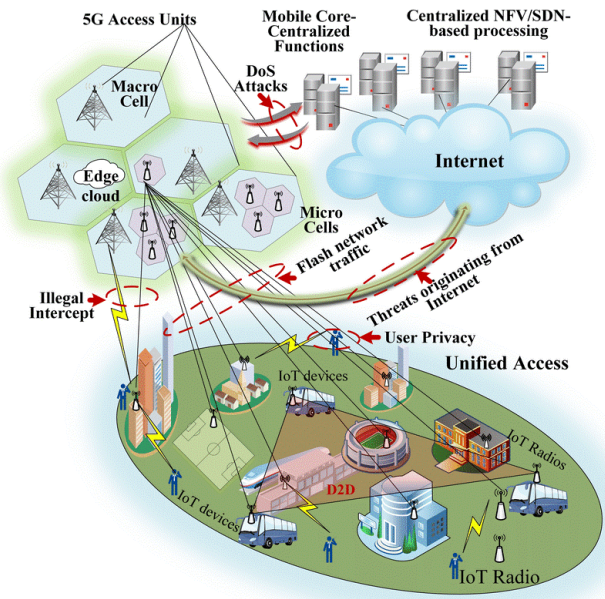 5G Access Units
Mobile Core-
Centralized
Functions
Centralized NFV/SDN-
based processing
Macro
Cell
DoS
Attacks
Internet
Edge
cloud
Micro
Cells
Flash network
traffic
Threats originating from
Internet
Illegal
Intercept
User Privacy
Unified Access
IoT devices
IoT Radios
D2D
IoT devices
IoT Radio